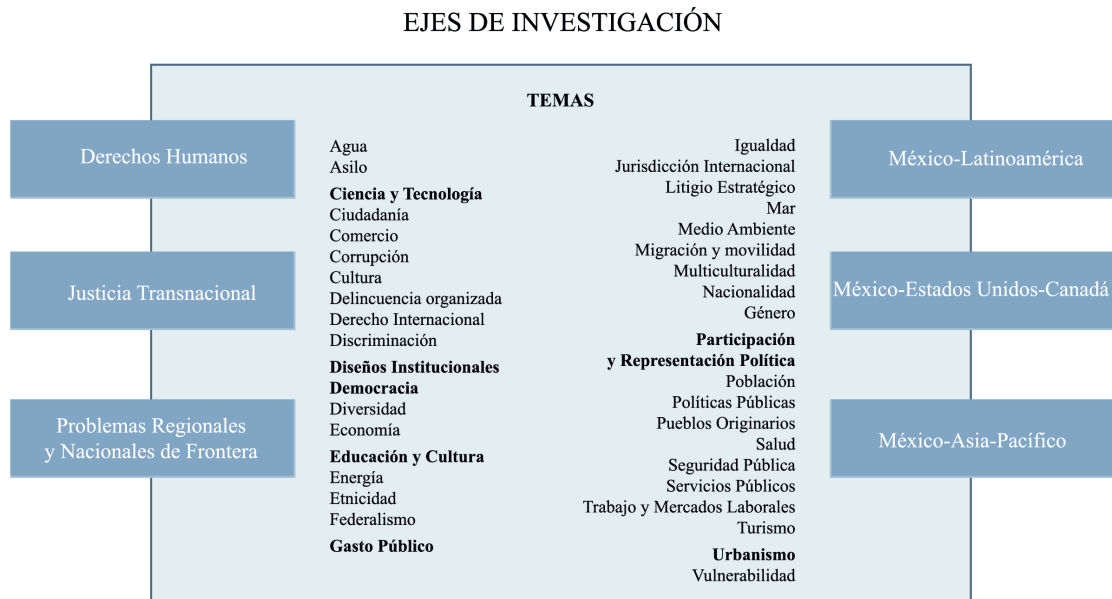 EJES DE INVESTIGACIÓN
TEMAS
Derechos Humanos
Justicia Transnacional
Problemas Regionales
y Nacionales de Frontera
Agua
Asilo
Ciencia y Tecnología
Ciudadanía
Comercio
Corrupción
Cultura
Delincuencia organizada
Derecho Internacional
Discriminación
Diseños Institucionales
Democracia
Diversidad
Economía
Educación y Cultura
Energía
Etnicidad
Federalismo
Gasto Público
Igualdad
Jurisdicción Internacional
Litigio Estratégico
Mar
Medio Ambiente
Migración y movilidad
Multiculturalidad
Nacionalidad
Género
Participación
y Representación Política
Población
Políticas Públicas
Pueblos Originarios
Salud
Seguridad Pública
Servicios Públicos
Trabajo y Mercados Laborales
Turismo
Urbanismo
Vulnerabilidad
México-Latinoamérica
México-Estados Unidos-Canadá
México-Asia-Pacífico